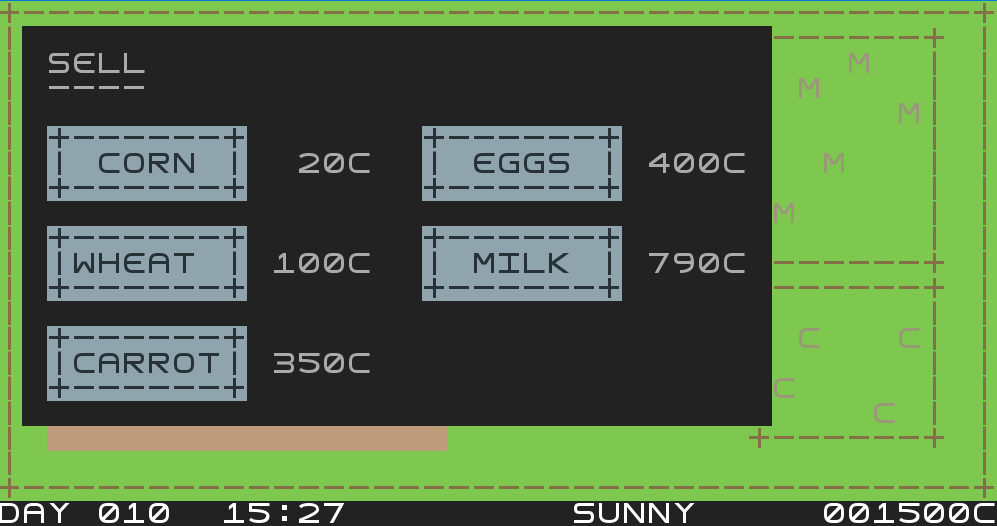 SELL
CORN 20C EGGS 400C
WHEAT 100C MILK 790C
CARROT 350C
M
M
M
M
M
C C
C
C
DAY 010 15:27 SUNNY 001500C